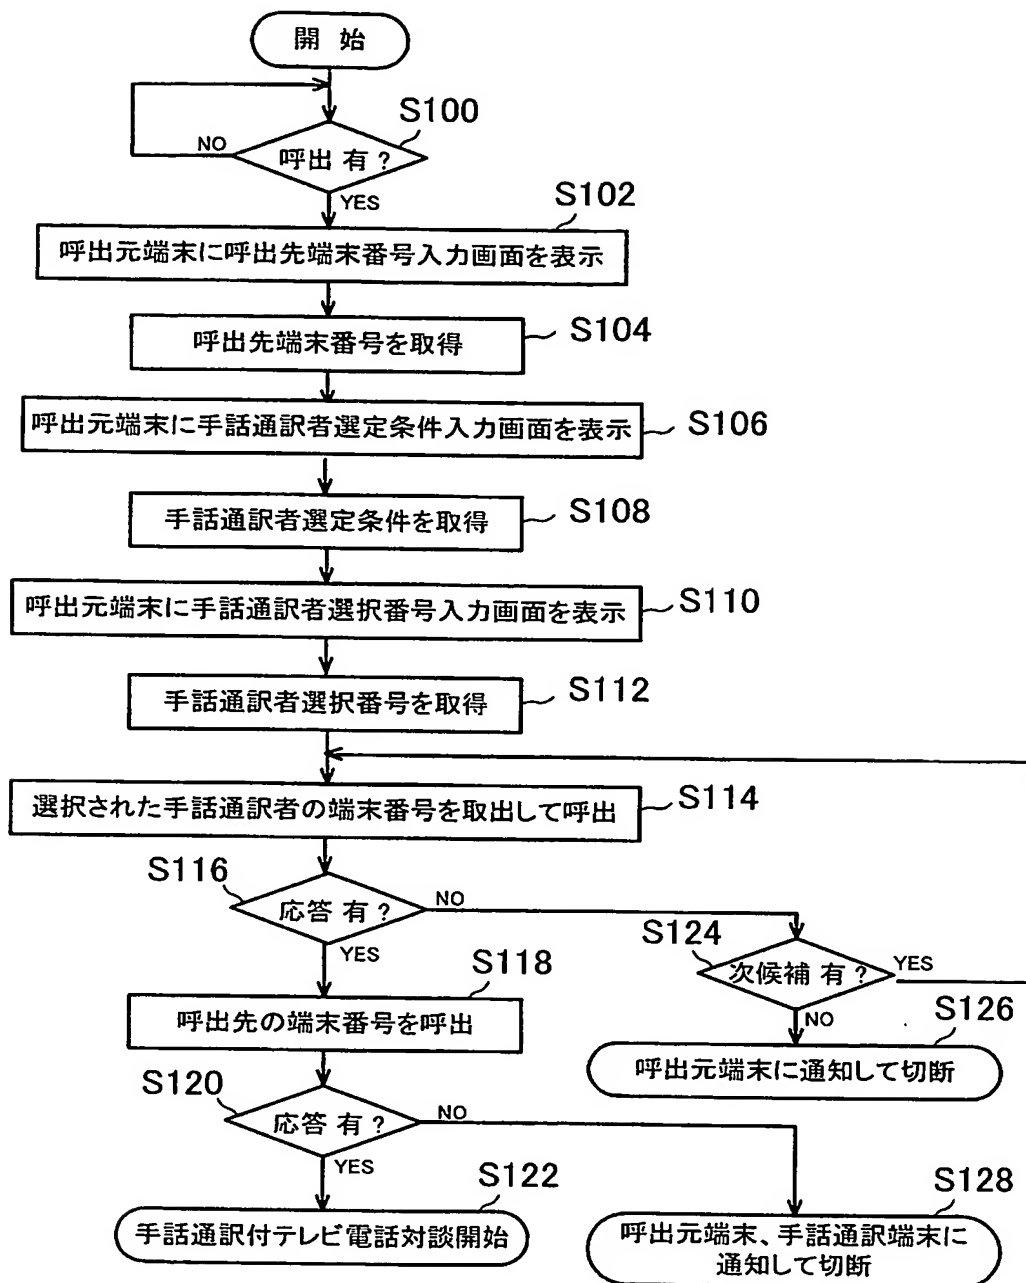 開 始
S100
NO
呼出 有?
YES
S102
呼出元端末に呼出先端末番号入力画面を表示
呼出先端末番号を取得
S104
呼出元端末に手話通訳者選定条件入力画面を表示
S106
手話通訳者選定条件を取得
S108
呼出元端末に手話通訳者選択番号入力画面を表示
S110
手話通訳者選択番号を取得
S112
選択された手話通訳者の端末番号を取出して呼出
S114
S116
応答 有?
NO
YES
S124
次候補 有?
YES
NO
S118
呼出先の端末番号を呼出
S126
呼出元端末に通知して切断
S120
応答 有?
NO
YES
S122
手話通訳付テレビ電話対談開始
S128
呼出元端末、手話通訳端末に
通知して切断